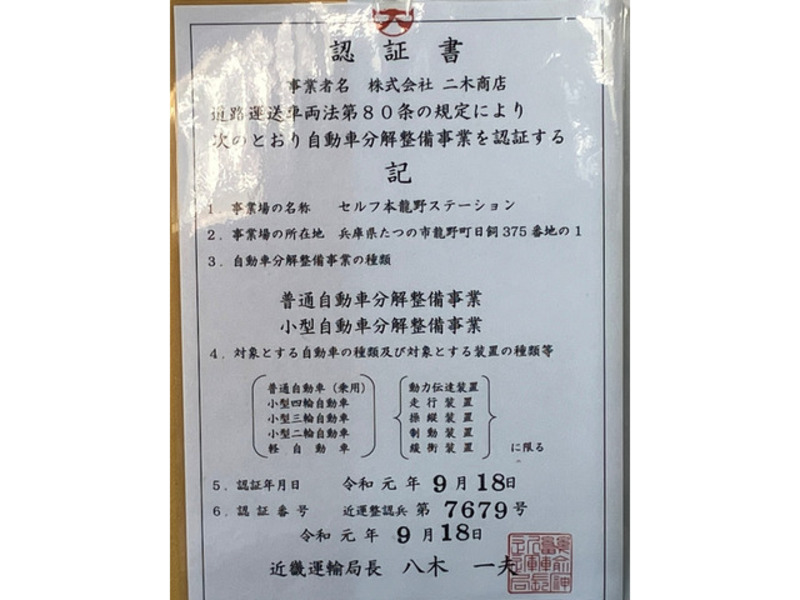 認証書
事業者名 株式会社 二木商店
道路運送車両法第80条の規定により
次のとおり自動車分解整備事業を認証する
記
1. 事業場の名称 セルフ本龍野ステーション
2. 事業場の所在地 兵庫県たつの市龍野町日飼375番地の1
3. 自動車分解整備事業の種類
普通自動車分解整備事業
小型自動車分解整備事業
4. 対象とする自動車の種類及び対象とする装置の種類等
普通自動車(乗用) 動力伝達装置
小型四輪自動車 走行装置
小型三輪自動車 操縦装置
小型二輪自動車 制動装置
軽自動車 緩衝装置 に限る
5. 認証年月日 令和元年9月18日
6. 認証番号 近運整認兵第7679号
令和元年9月18日
近畿運輸局長 八木 一夫